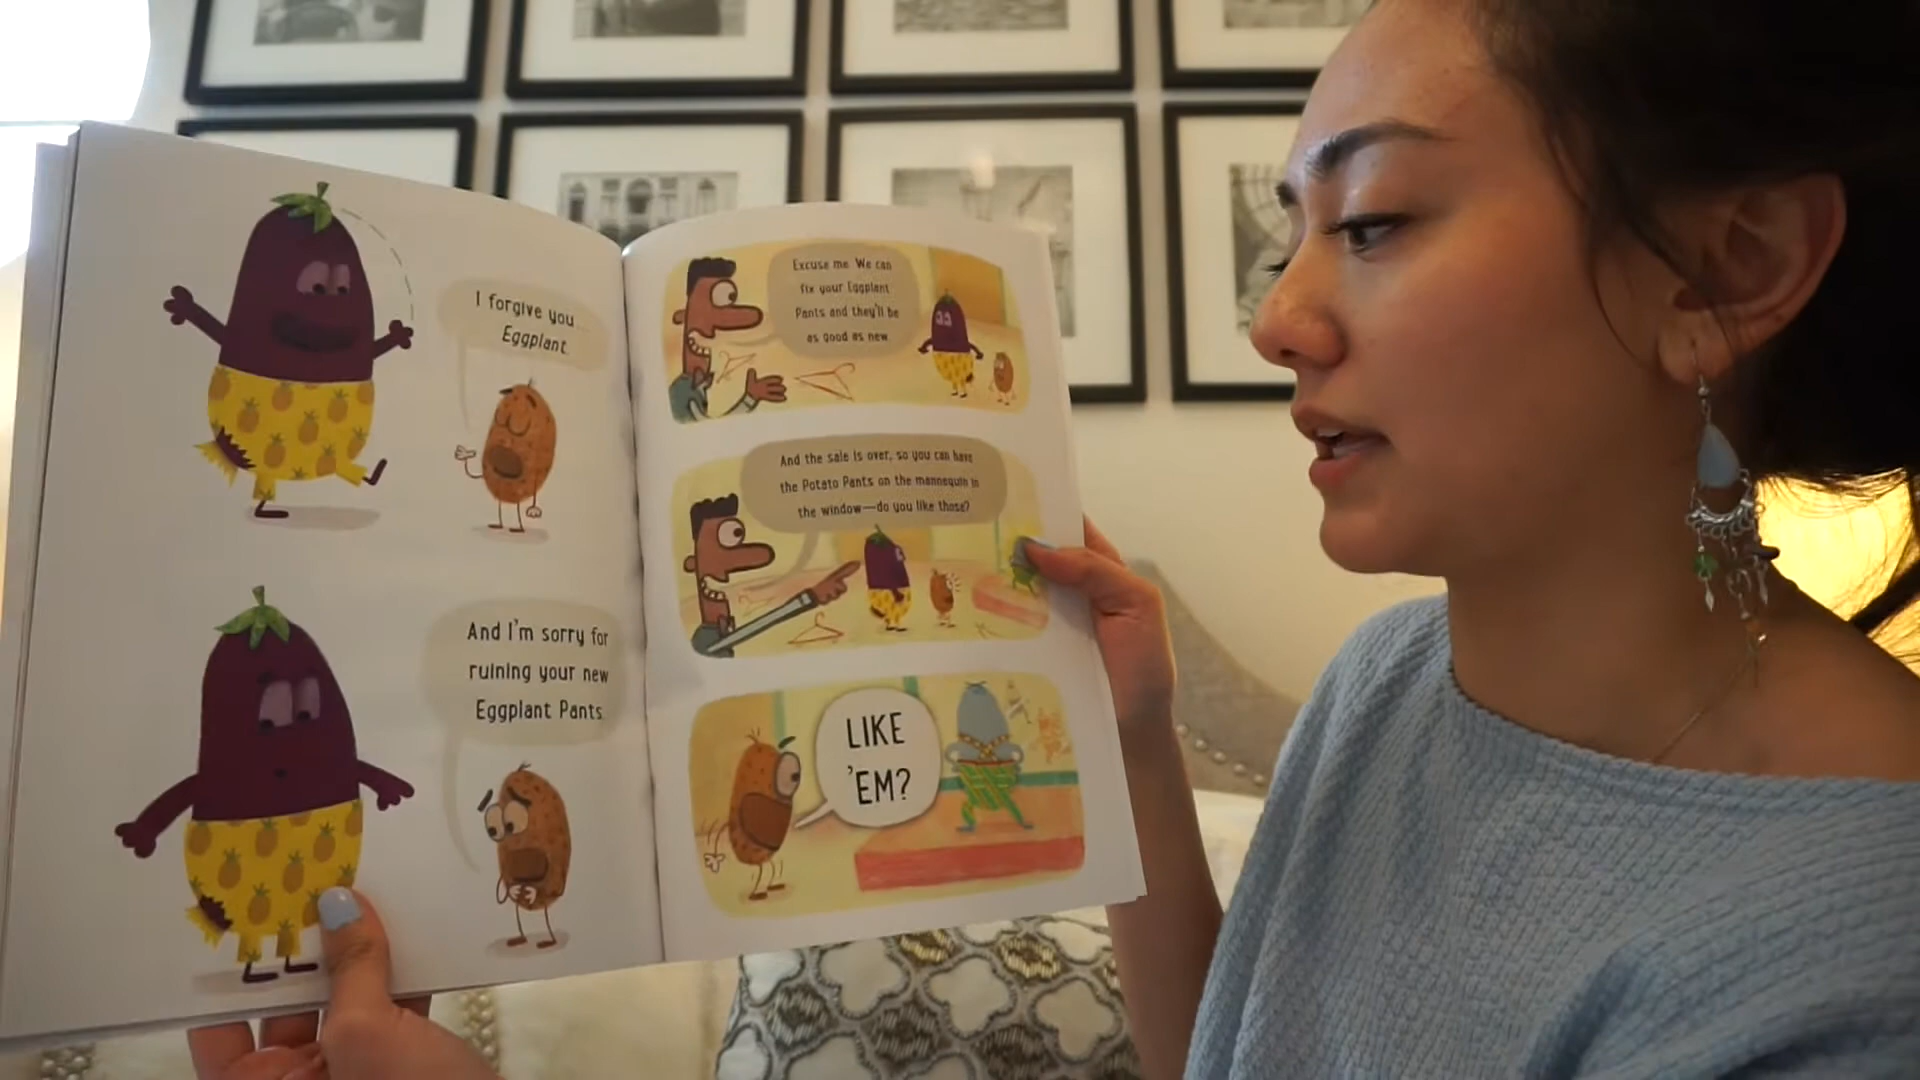 I forgive you...
Eggplant.
And I'm sorry for
ruining your new
Eggplant Pants.
Excuse me. We can
fix your Eggplant
Pants and they'll be
as good as new.
And the sale is over, so you can have
the Potato Pants on the mannequin in
the window—do you like those?
LIKE
'EM?